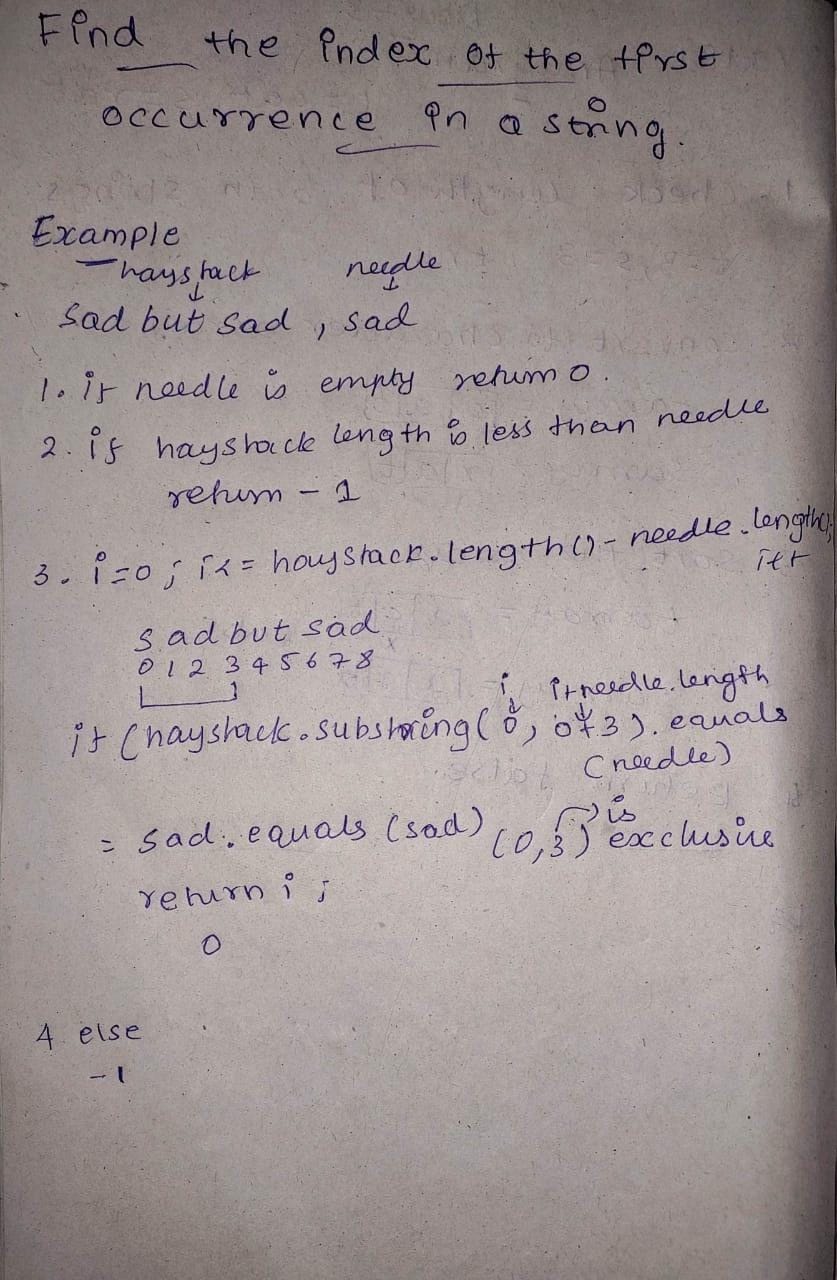 Find the index of the first
occurrence in a string.
Example
haystack needle
sad but sad , sad
1. if needle is empty return 0.
2. if haystack length is less than needle
return - 1
3. i=0 ; i<= haystack.length() - needle.length();
i++
sad but sad
0 1 2 3 4 5 6 7 8
i i+needle.length
if (haystack.substring(0, 0+3). equals
(needle)
= sad. equals (sad) (0,3) is
excclusive
return i ;
0
4 else
-1